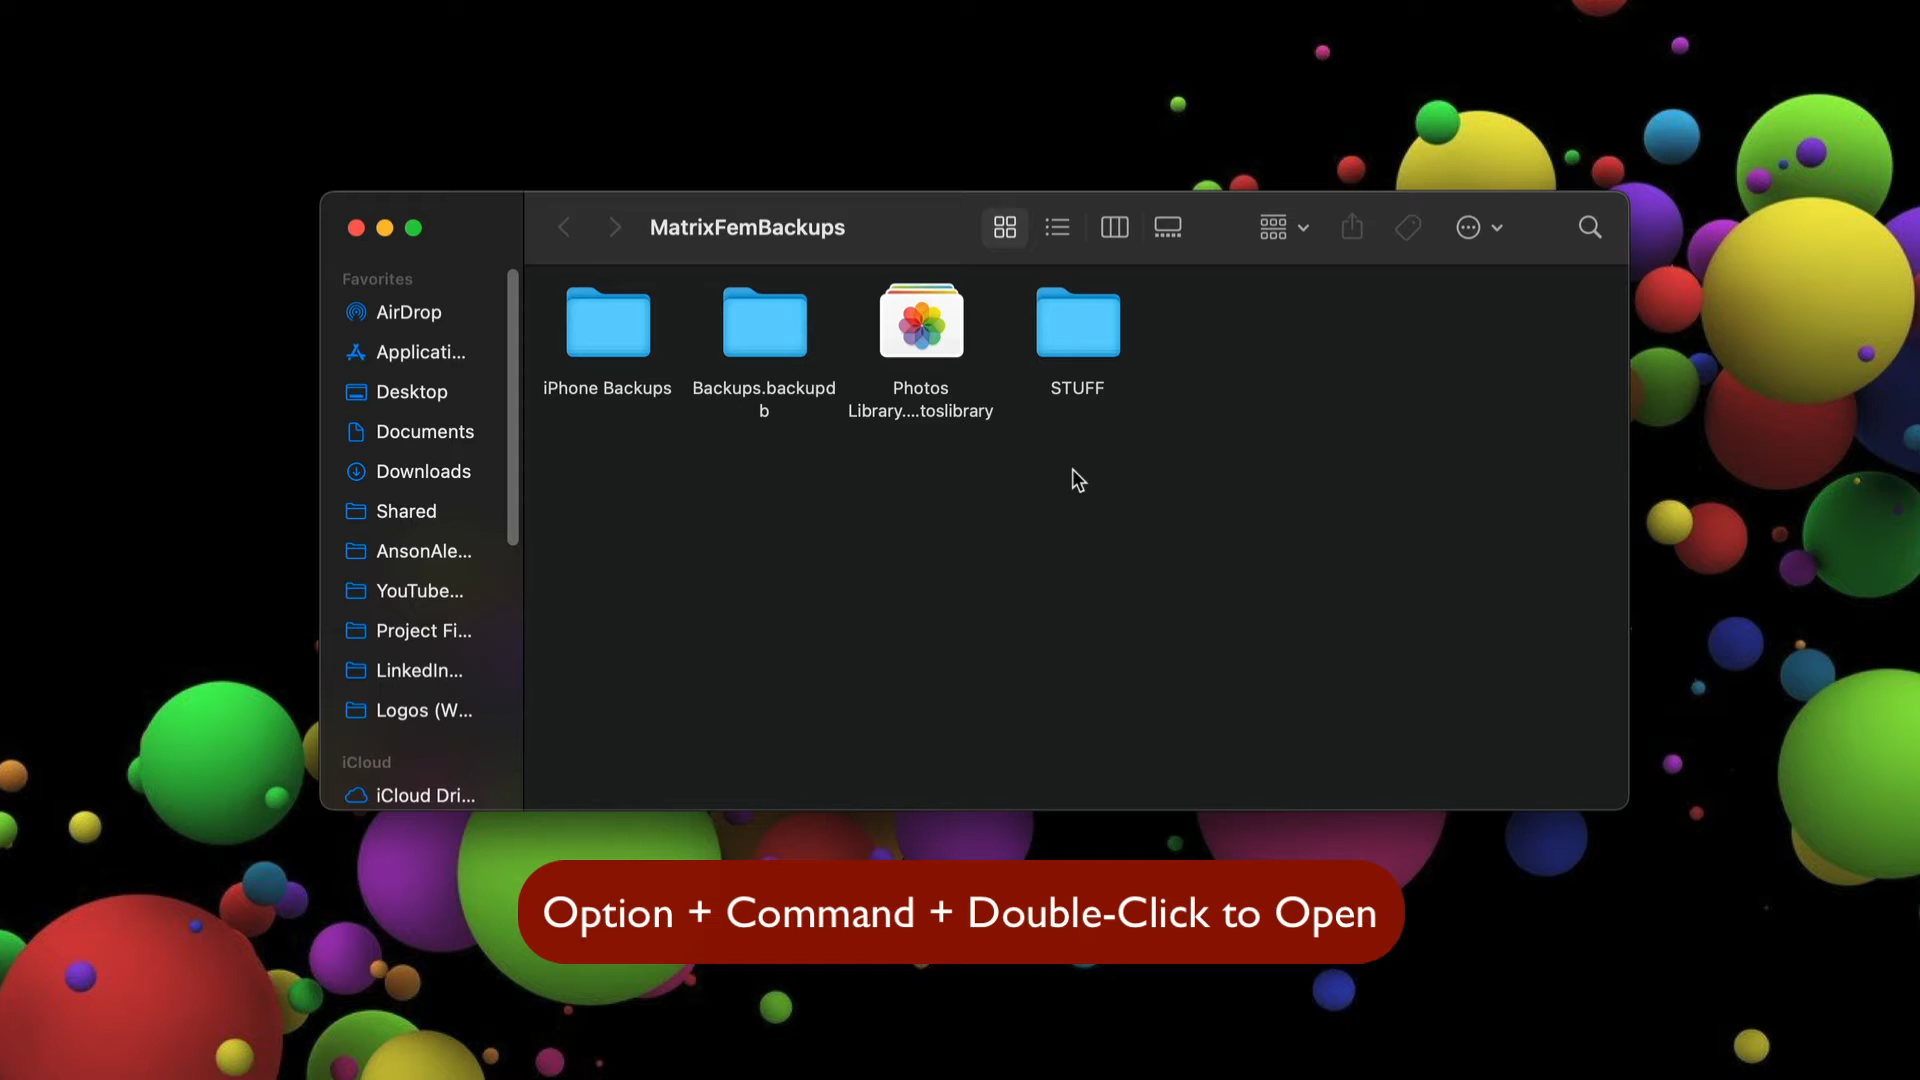 MatrixFemBackups
Favorites
AirDrop
Applicati...
Desktop
Documents
Downloads
Shared
AnsonAle...
YouTube...
Project Fi...
LinkedIn...
Logos (W...
iCloud
iCloud Dri...
iPhone Backups
Backups.backupd
b
Photos
Library....toslibrary
STUFF
Option + Command + Double-Click to Open